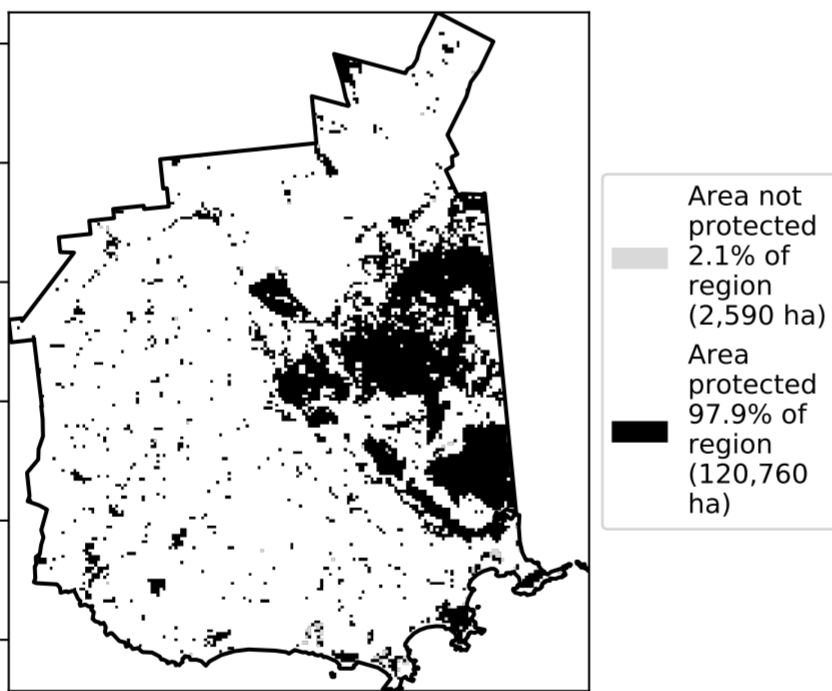 Area not
protected
2.1% of
region
(2,590 ha)
Area
protected
97.9% of
region
(120,760
ha)